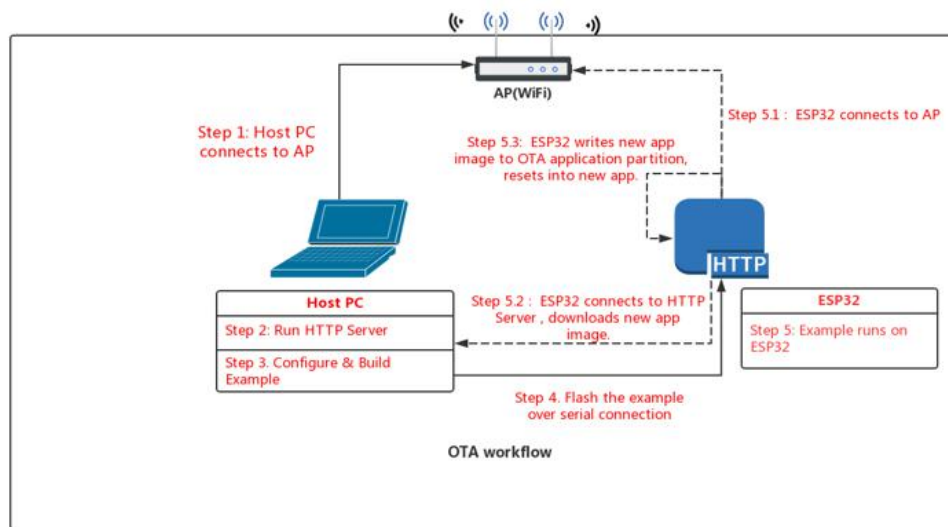 AP(WiFi)
Step 1: Host PC
connects to AP
Step 5.1 :  ESP32 connects to AP
Step 5.3:  ESP32 writes new app
image to OTA application partition,
resets into new app.
HTTP
Host PC
Step 2: Run HTTP Server
Step 3. Configure & Build
Example
Step 5.2 :  ESP32 connects to HTTP
Server , downloads new app
image.
ESP32
Step 5: Example runs on
ESP32
Step 4. Flash the example
over serial connection
OTA workflow